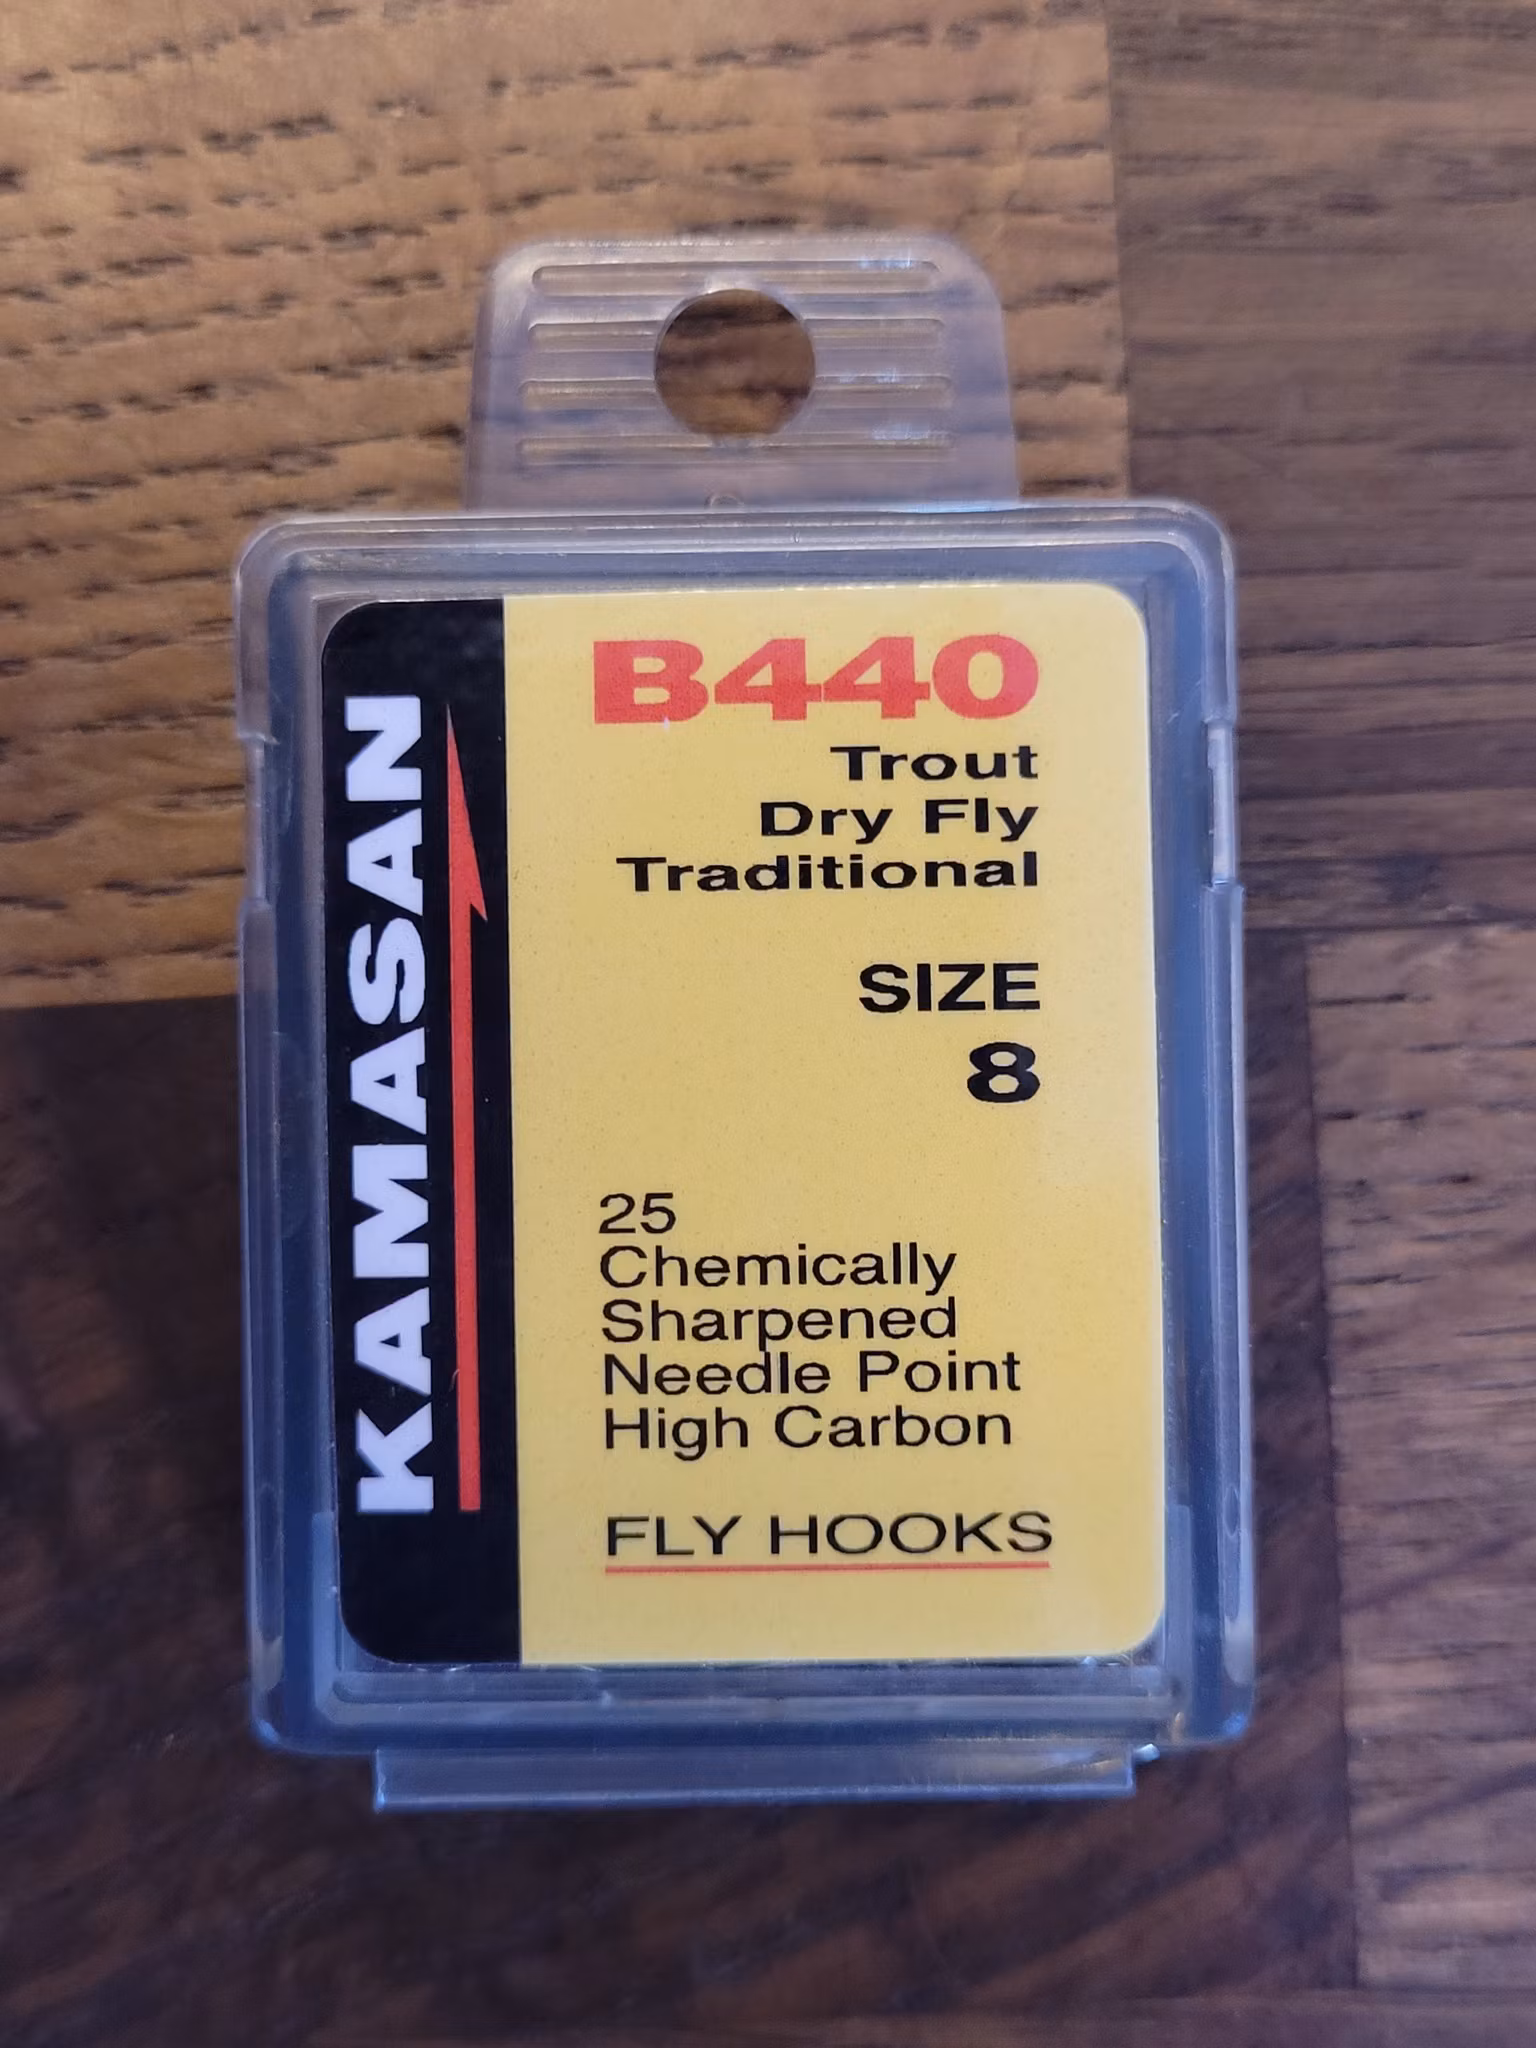 KAMASAN
B440
Trout
Dry Fly
Traditional
SIZE
8
25
Chemically
Sharpened
Needle Point
High Carbon
FLY HOOKS